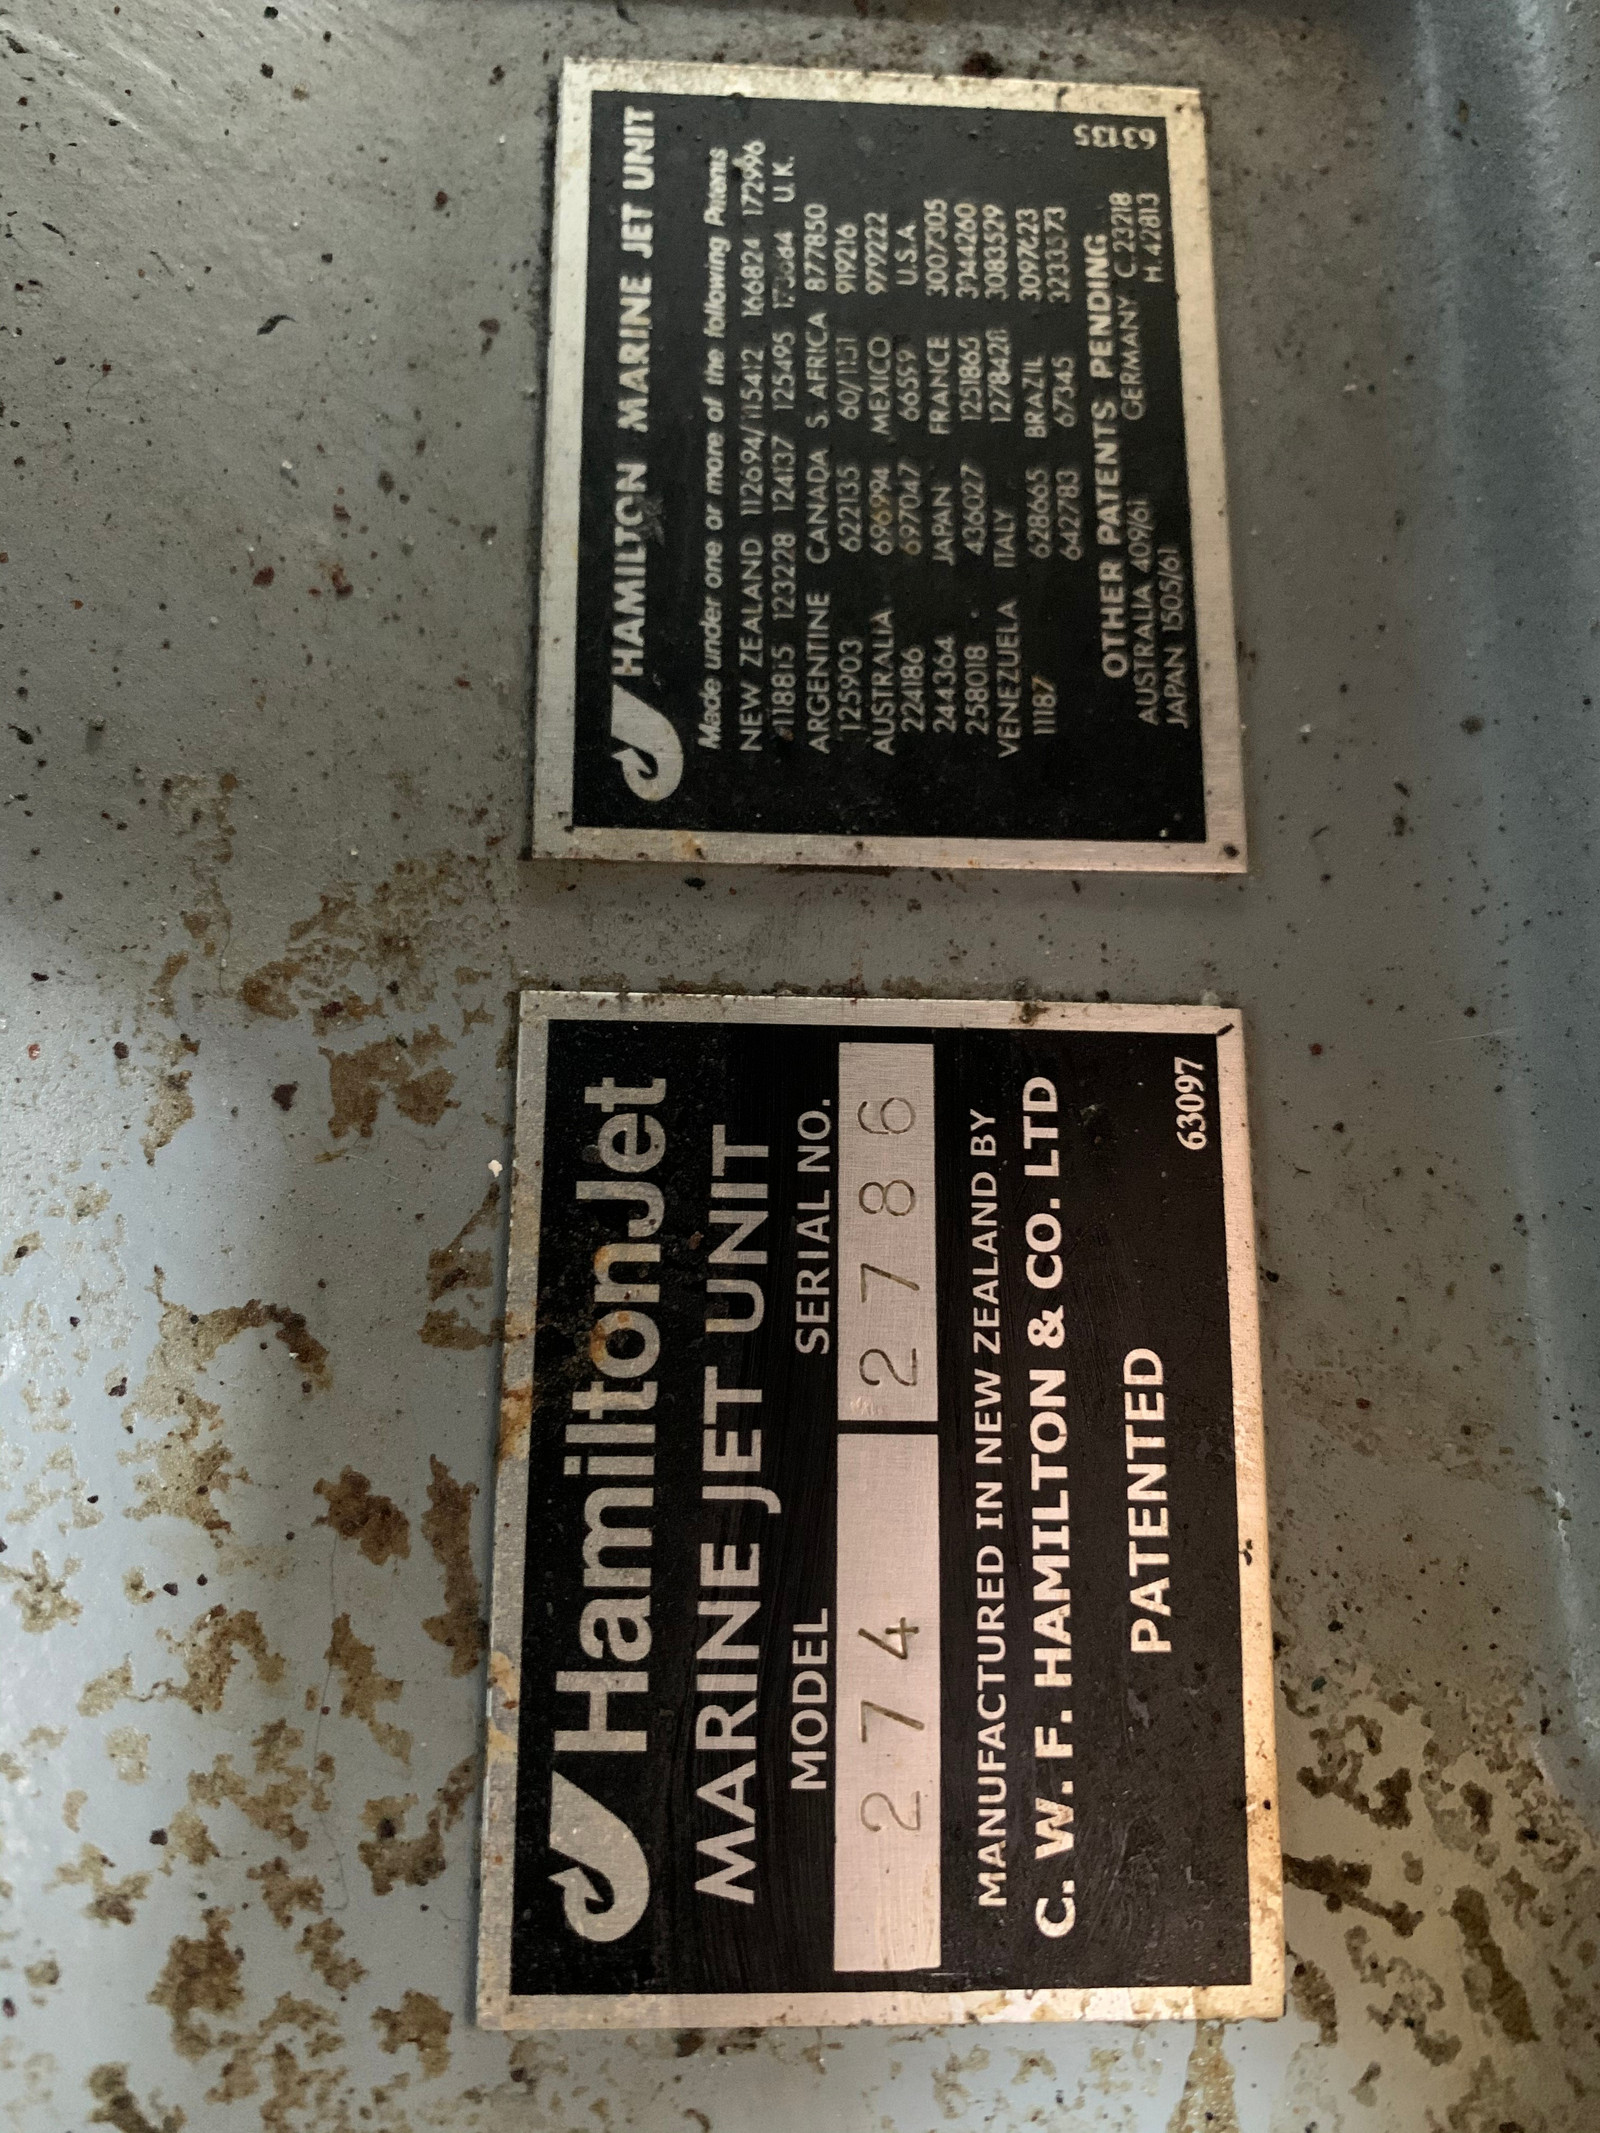 HamiltonJet
MARINE JET UNIT
MODEL SERIAL NO.
274 2786
MANUFACTURED IN NEW ZEALAND BY
C. W. F. HAMILTON & CO. LTD
PATENTED
63097
HAMILTON MARINE JET UNIT
Made under one or more of the following Patents
NEW ZEALAND 112694/115412 166824 172996
118815 123228 124137 125495 U.K.
ARGENTINE CANADA S. AFRICA 877850
125903 622135 919216
AUSTRALIA 696994 MEXICO 979222
224186 697047 66559 U.S.A.
244364 JAPAN FRANCE 3007305
258018 436027 1251865 3044260
VENEZUELA ITALY 1278428 3083529
11187 628665 BRAZIL 3097623
642783 67345 3233573
OTHER PATENTS PENDING
AUSTRALIA 409/61 GERMANY C.23218
JAPAN 1505/61 H.42813
63135